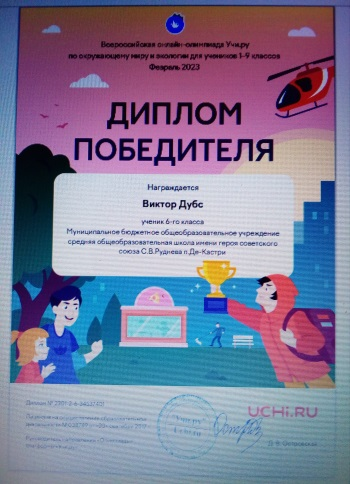 Всероссийская онлайн-олимпиада Учи.ру
по окружающему миру и экологии для учеников 1-9 классов
Февраль 2023
ДИПЛОМ
ПОБЕДИТЕЛЯ
Награждается
Виктор Дубс
ученик 6-го класса
Муниципальное бюджетное общеобразовательное учреждение
средняя общеобразовательная школа имени героя советского
союза С.В.Руднева п.Де-Кастри
UCHi.RU